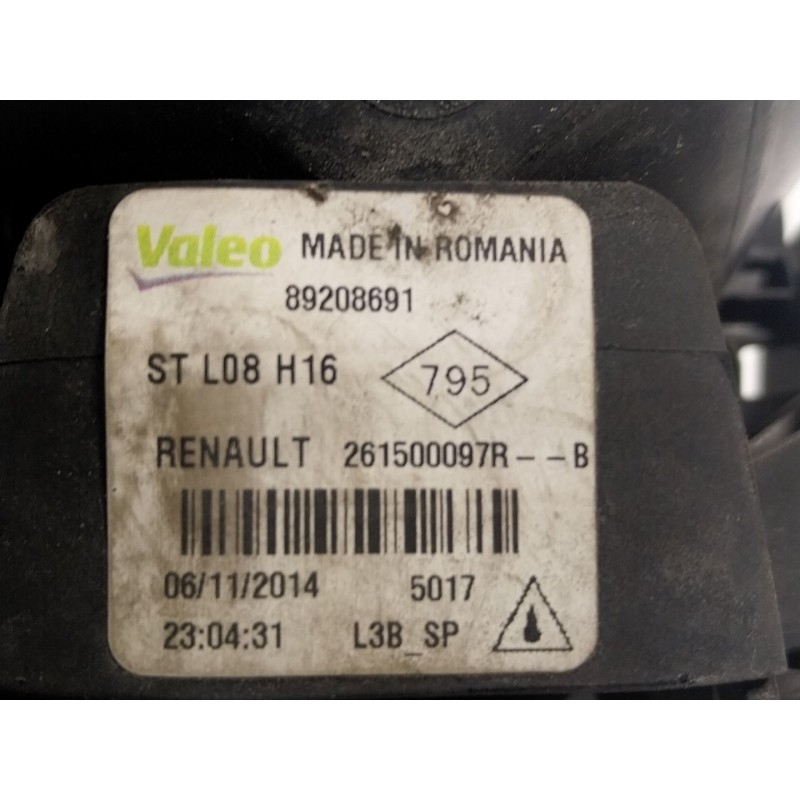 Valeo MADE IN ROMANIA
89208691
ST L08 H16 795
RENAULT 261500097R--B
06/11/2014 5017
23:04:31 L3B_SP